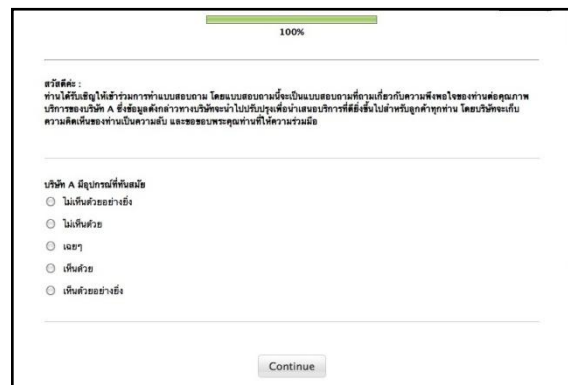 100%
สวัสดีค่ะ :
ท่านได้รับเชิญให้เข้าร่วมการทำแบบสอบถาม โดยแบบสอบถามนี้จะเป็นแบบสอบถามที่ถามเกี่ยวกับความพึงพอใจของท่านต่อคุณภาพ
บริการของบริษัท A ซึ่งข้อมูลดังกล่าวทางบริษัทจะนำไปปรับปรุงเพื่อนำเสนอบริการที่ดียิ่งขึ้นไปสำหรับลูกค้าทุกท่าน โดยบริษัทจะเก็บ
ความคิดเห็นของท่านเป็นความลับ และขอขอบพระคุณท่านที่ให้ความร่วมมือ
บริษัท A มีอุปกรณ์ที่ทันสมัย
ไม่เห็นด้วยอย่างยิ่ง
ไม่เห็นด้วย
เฉยๆ
เห็นด้วย
เห็นด้วยอย่างยิ่ง
Continue